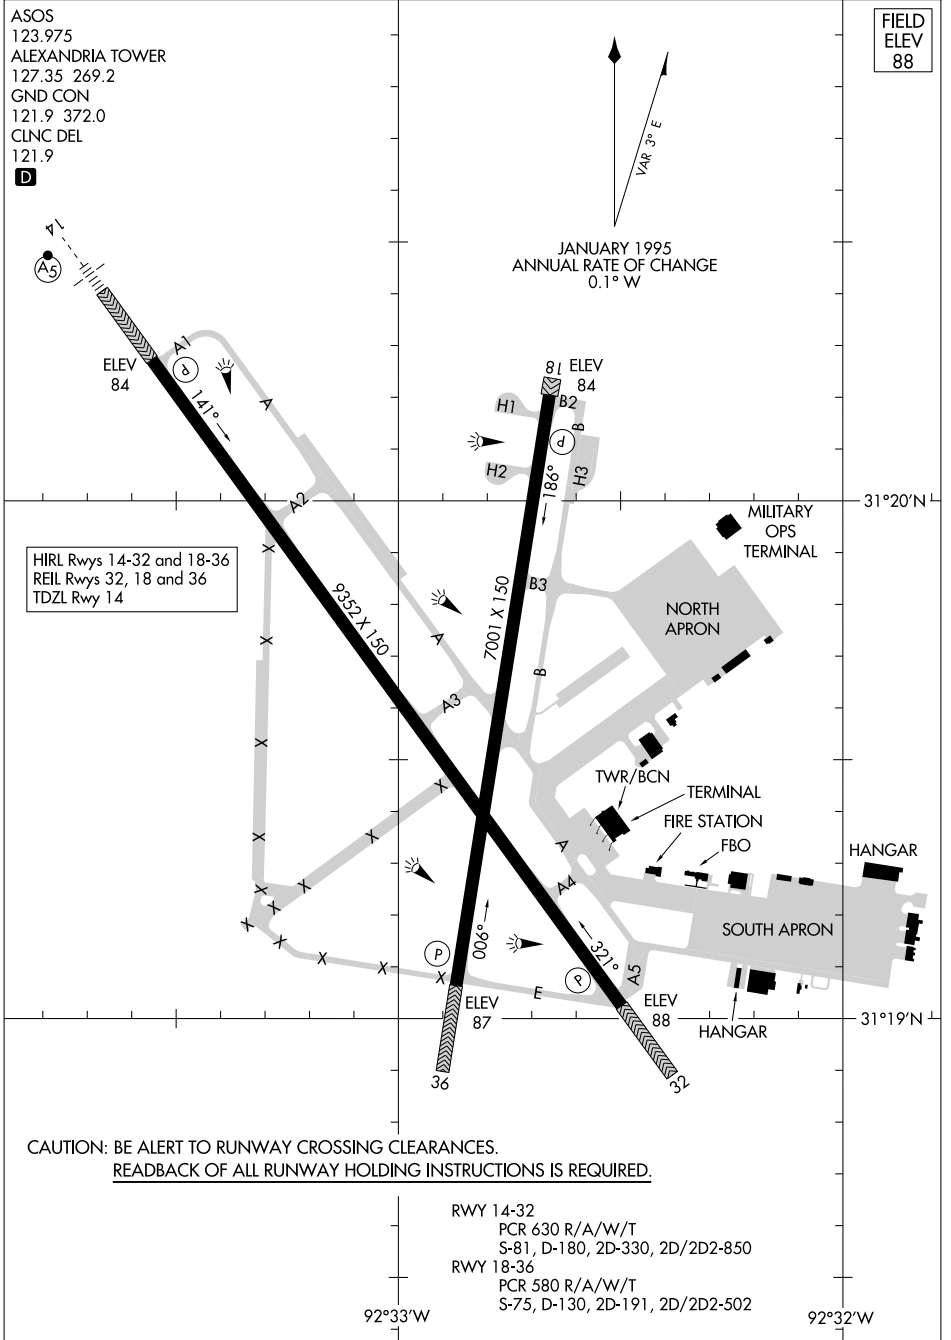 ASOS
123.975
ALEXANDRIA TOWER
127.35 269.2
GND CON
121.9 372.0
CLNC DEL
121.9
D
FIELD
ELEV
88
VAR 3° E
JANUARY 1995
ANNUAL RATE OF CHANGE
0.1° W
14
A5
A1
P
ELEV
84
141°
A
18
ELEV
84
H1
B2
B
P
H2
H3
186°
A2
31°20'N
MILITARY
OPS
TERMINAL
HIRL Rwys 14-32 and 18-36
REIL Rwys 32, 18 and 36
TDZL Rwy 14
X
9352 X 150
7001 X 150
B3
NORTH
APRON
X
A
B
A3
X
X
TWR/BCN
TERMINAL
FIRE STATION
FBO
HANGAR
X
X
A
A4
X
X
X
X
X
SOUTH APRON
006°
321°
P
P
A5
X
X
X
E
ELEV
87
ELEV
88
HANGAR
31°19'N
36
32
CAUTION: BE ALERT TO RUNWAY CROSSING CLEARANCES.
READBACK OF ALL RUNWAY HOLDING INSTRUCTIONS IS REQUIRED.
RWY 14-32
PCR 630 R/A/W/T
S-81, D-180, 2D-330, 2D/2D2-850
RWY 18-36
PCR 580 R/A/W/T
S-75, D-130, 2D-191, 2D/2D2-502
92°33'W
92°32'W